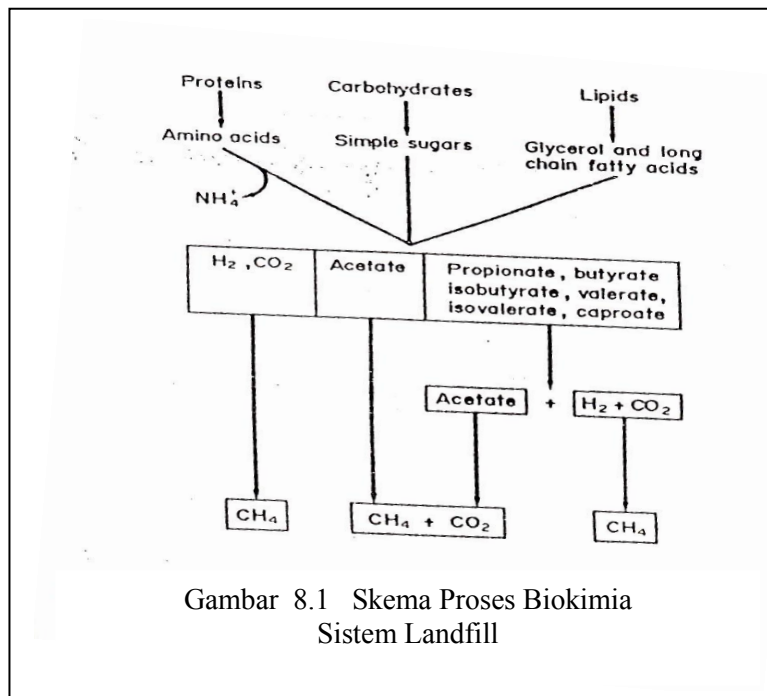 Proteins
Carbohydrates
Lipids
Amino acids
Simple sugars
Glycerol and long
chain fatty acids
NH₄⁺
H₂ , CO₂
Acetate
Propionate, butyrate
isobutyrate, valerate,
isovalerate, caproate
Acetate + H₂ + CO₂
CH₄
CH₄ + CO₂
CH₄
Gambar 8.1 Skema Proses Biokimia
Sistem Landfill